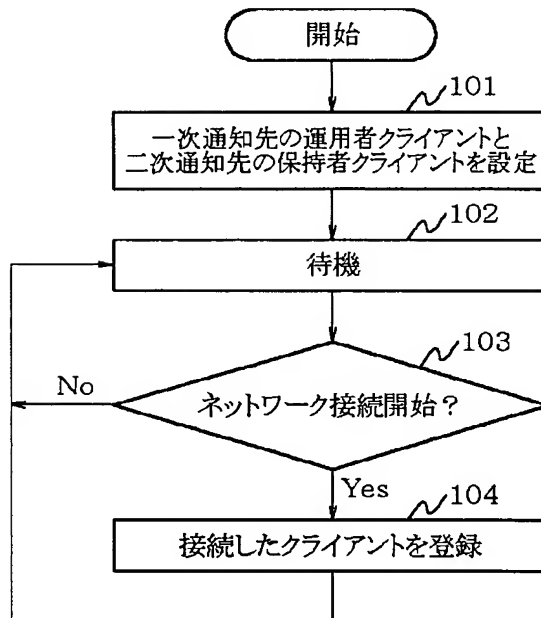 開始
101
一次通知先の運用者クライアントと
二次通知先の保持者クライアントを設定
102
待機
103
ネットワーク接続開始？
No
Yes
104
接続したクライアントを登録